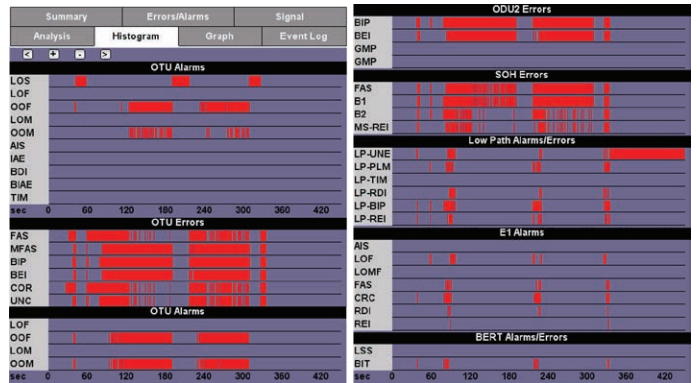 Summary Errors/Alarms Signal
Analysis Histogram Graph Event Log
< + - >
OTU Alarms
LOS
LOF
OOF
LOM
OOM
AIS
IAE
BDI
BIAE
TIM
sec 0 60 120 180 240 300 360 420
OTU Errors
FAS
MFAS
BIP
BEI
COR
UNC
OTU Alarms
LOF
OOF
LOM
OOM
sec 0 60 120 180 240 300 360 420
ODU2 Errors
BIP
BEI
GMP
GMP
SOH Errors
FAS
B1
B2
MS-REI
Low Path Alarms/Errors
LP-UNE
LP-PLM
LP-TIM
LP-RDI
LP-BIP
LP-REI
E1 Alarms
AIS
LOF
LOMF
FAS
CRC
RDI
REI
BERT Alarms/Errors
LSS
BIT
sec 0 60 120 180 240 300 360 420